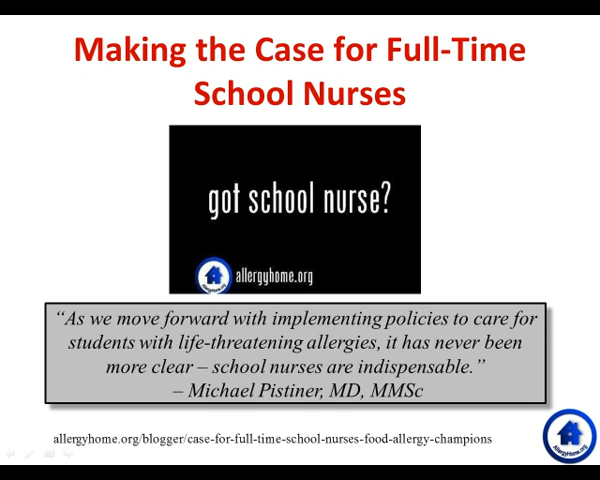 Making the Case for Full-Time
School Nurses
got school nurse?
allergyhome.org
“As we move forward with implementing policies to care for
students with life-threatening allergies, it has never been
more clear – school nurses are indispensable.”
– Michael Pistiner, MD, MMSc
allergyhome.org/blogger/case-for-full-time-school-nurses-food-allergy-champions
AllergyHome.org